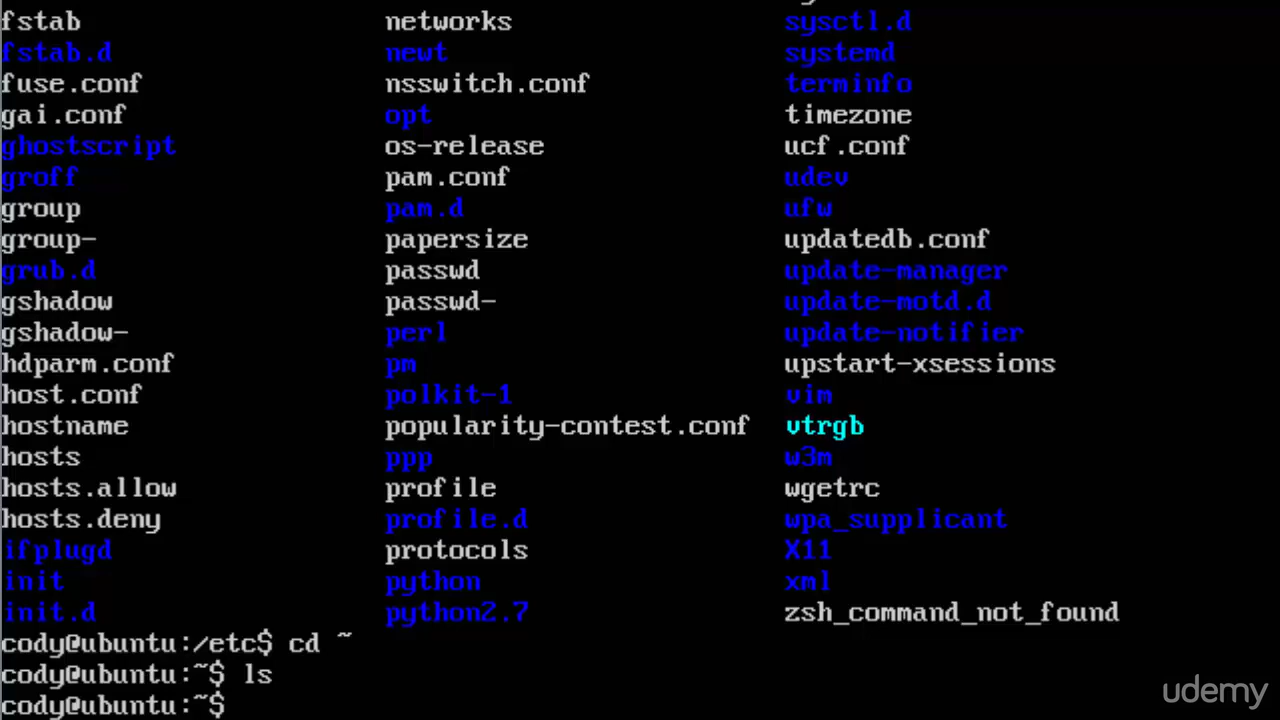 fstab networks sysctl.d
fstab.d newt systemd
fuse.conf nsswitch.conf terminfo
gai.conf opt timezone
ghostscript os-release ucf.conf
groff pam.conf udev
group pam.d ufw
group- papersize updatedb.conf
grub.d passwd update-manager
gshadow passwd- update-motd.d
gshadow- perl update-notifier
hdparm.conf pm upstart-xsessions
host.conf polkit-1 vim
hostname popularity-contest.conf vtrgb
hosts ppp w3m
hosts.allow profile wgetrc
hosts.deny profile.d wpa_supplicant
ifplugd protocols X11
init python xml
init.d python2.7 zsh_command_not_found
cody@ubuntu:/etc$ cd ~
cody@ubuntu:~$ ls
cody@ubuntu:~$
udemy